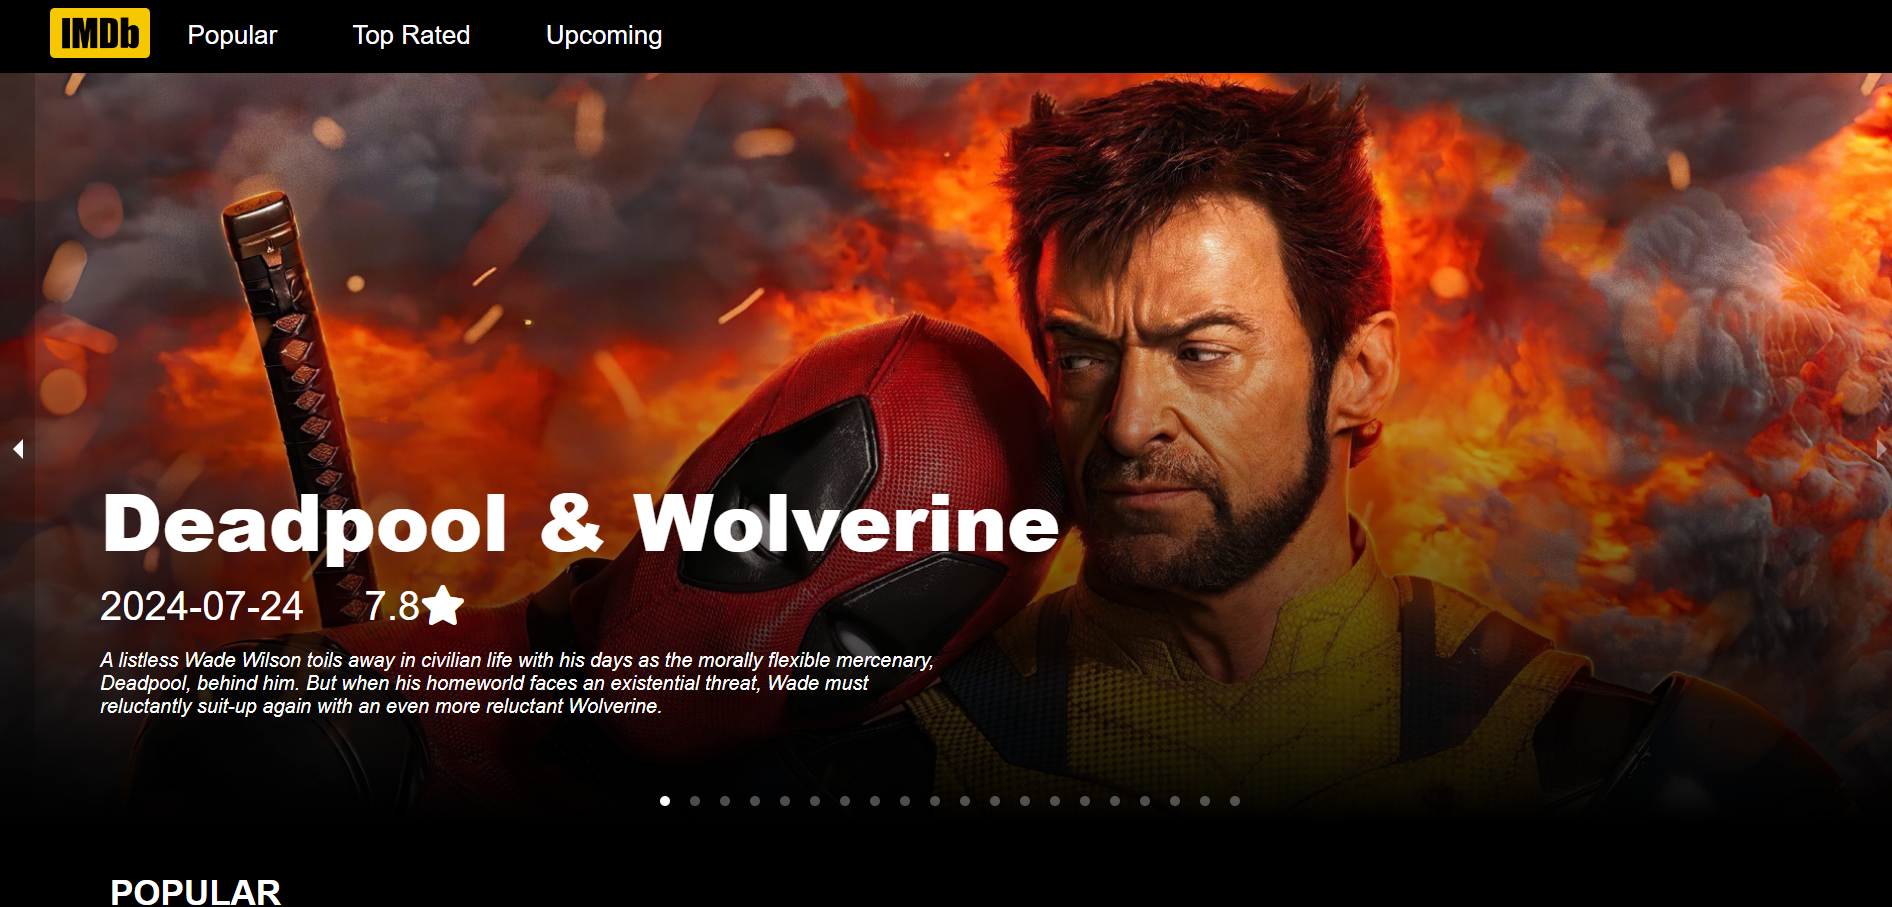 IMDb Popular Top Rated Upcoming
Deadpool & Wolverine
2024-07-24 7.8
A listless Wade Wilson toils away in civilian life with his days as the morally flexible mercenary,
Deadpool, behind him. But when his homeworld faces an existential threat, Wade must
reluctantly suit-up again with an even more reluctant Wolverine.
POPULAR